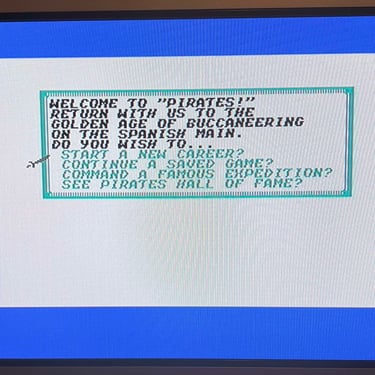 WELCOME TO "PIRATES!"
RETURN WITH US TO THE
GOLDEN AGE OF BUCCANEERING
ON THE SPANISH MAIN.
DO YOU WISH TO...
START A NEW CAREER?
CONTINUE A SAVED GAME?
COMMAND A FAMOUS EXPEDITION?
SEE PIRATES HALL OF FAME?